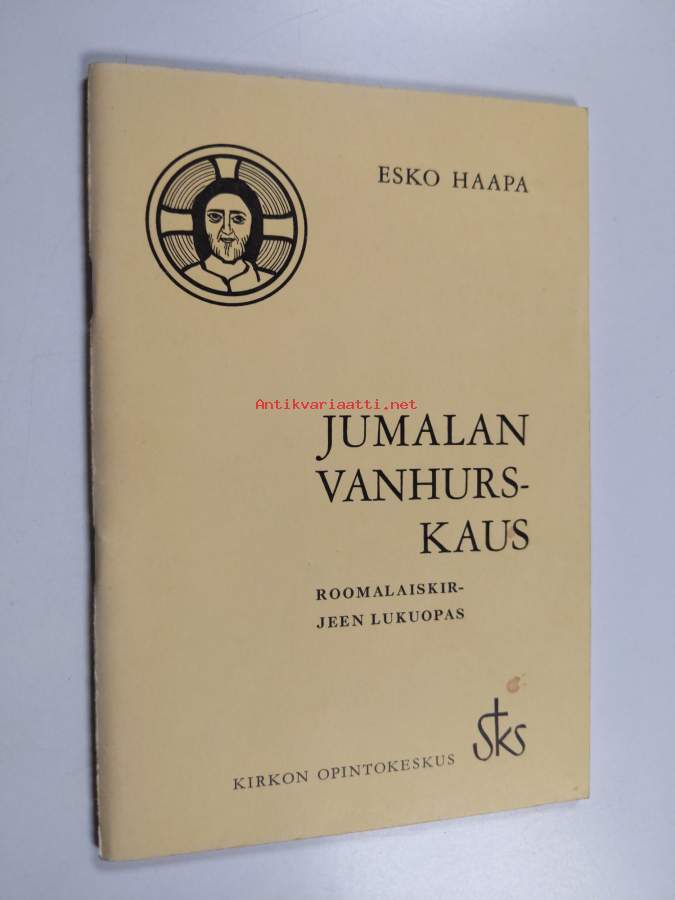 ESKO HAAPA
Antikvariaatti.net
JUMALAN
VANHURS-
KAUS
ROOMALAISKIR-
JEEN LUKUOPAS
sks
KIRKON OPINTOKESKUS